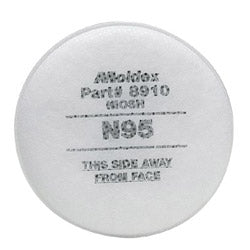 Moldex
Part# 8910
NIOSH
N95
THIS SIDE AWAY
FROM FACE